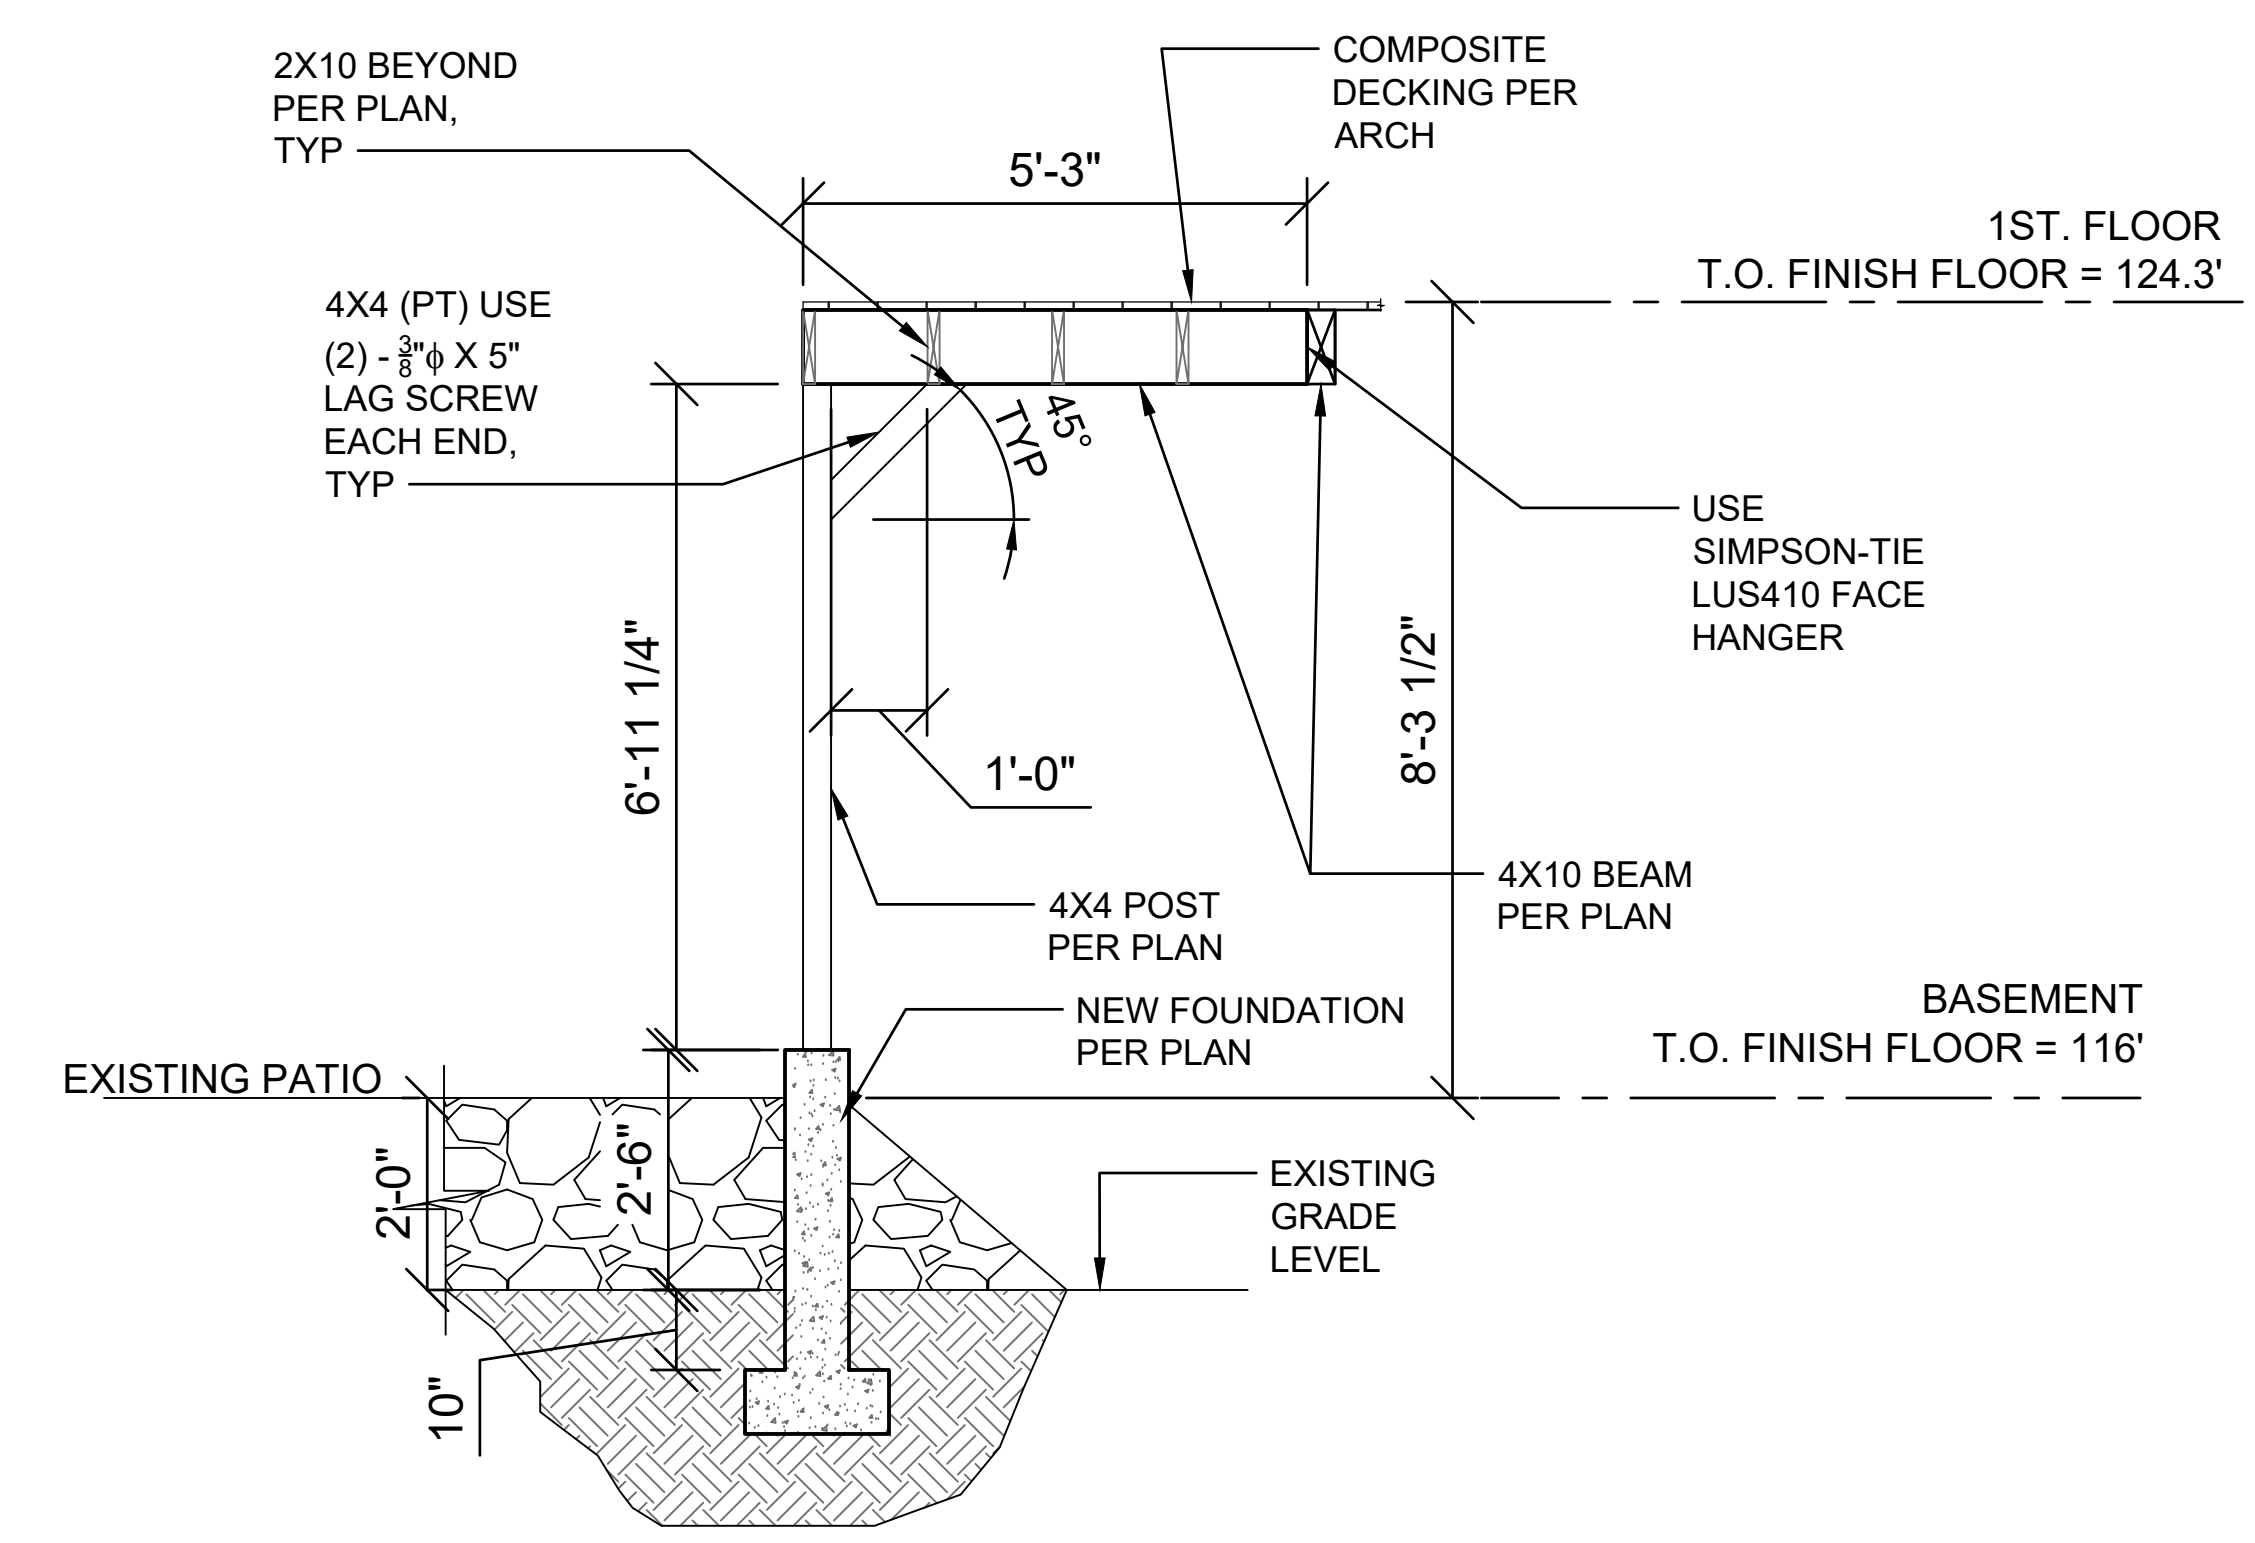 2X10 BEYOND
PER PLAN,
TYP
COMPOSITE
DECKING PER
ARCH
5'-3"
1ST. FLOOR
T.O. FINISH FLOOR = 124.3'
4X4 (PT) USE
(2) - 3/8"ϕ X 5"
LAG SCREW
EACH END,
TYP
45°
TYP
USE
SIMPSON-TIE
LUS410 FACE
HANGER
6'-11 1/4"
8'-3 1/2"
1'-0"
4X10 BEAM
PER PLAN
4X4 POST
PER PLAN
NEW FOUNDATION
PER PLAN
BASEMENT
T.O. FINISH FLOOR = 116'
EXISTING PATIO
2'-0"
2'-6"
EXISTING
GRADE
LEVEL
10"